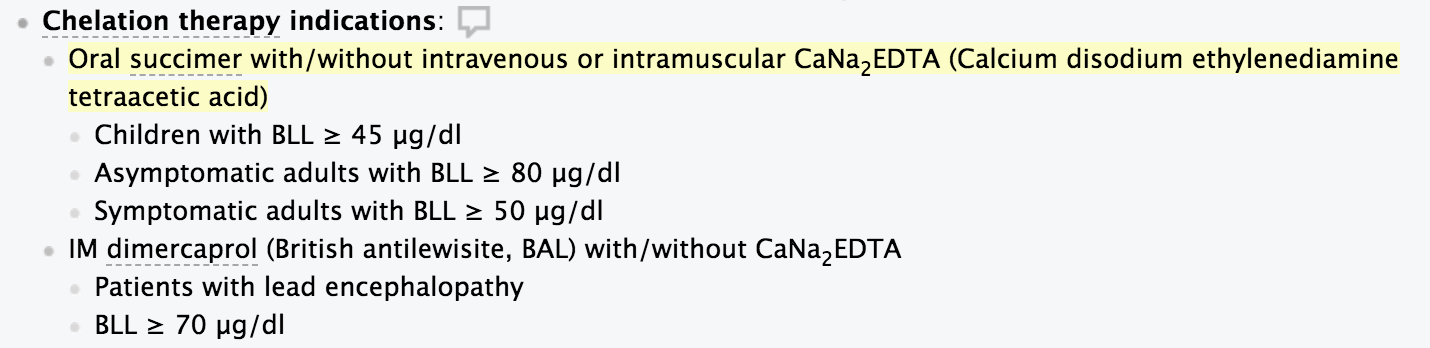 Chelation therapy indications:
Oral succimer with/without intravenous or intramuscular CaNa₂EDTA (Calcium disodium ethylenediamine
tetraacetic acid)
Children with BLL ≥ 45 μg/dl
Asymptomatic adults with BLL ≥ 80 μg/dl
Symptomatic adults with BLL ≥ 50 μg/dl
IM dimercaprol (British antilewisite, BAL) with/without CaNa₂EDTA
Patients with lead encephalopathy
BLL ≥ 70 μg/dl